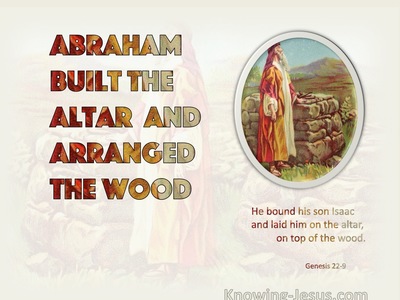 ABRAHAM
BUILT THE
ALTAR AND
ARRANGED
THE WOOD
He bound his son Isaac
and laid him on the altar,
on top of the wood.
Genesis 22-9
Knowing-Jesus.com